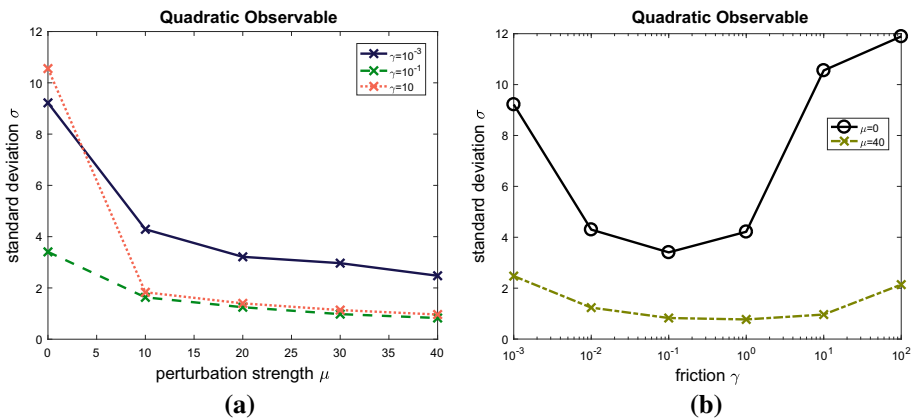 Quadratic Observable
12
10
8
6
4
2
0
standard deviation σ
γ=10⁻³
γ=10⁻¹
γ=10
0 5 10 15 20 25 30 35 40
perturbation strength μ
(a)
Quadratic Observable
12
10
8
6
4
2
0
standard deviation σ
μ=0
μ=40
10⁻³ 10⁻² 10⁻¹ 10⁰ 10¹ 10²
friction γ
(b)